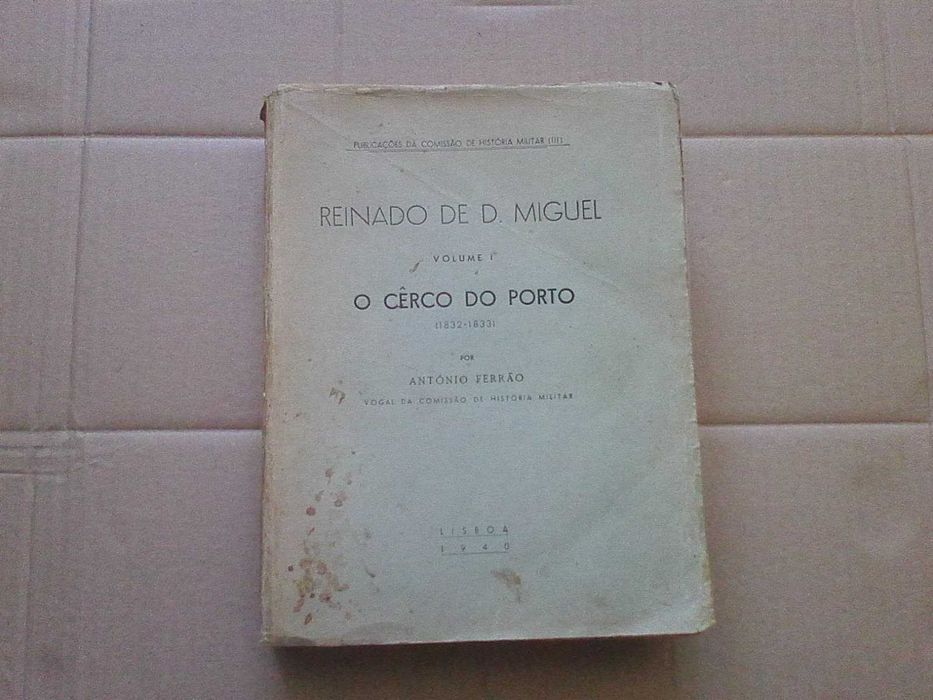 PUBLICAÇÕES DA COMISSÃO DE HISTÓRIA MILITAR (III)
REINADO DE D. MIGUEL
VOLUME I
O CÊRCO DO PORTO
(1832-1833)
POR
ANTÓNIO FERRÃO
VOGAL DA COMISSÃO DE HISTÓRIA MILITAR
LISBOA
1940